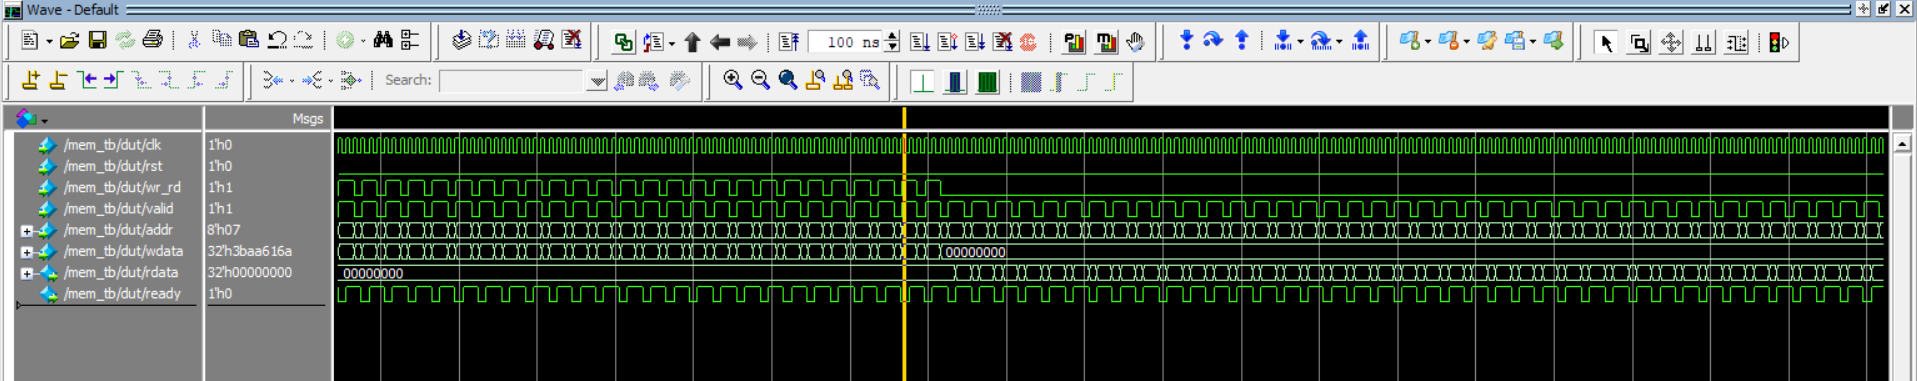 Wave - Default
100 ns
Search:
Msgs
/mem_tb/dut/clk 1'h0
/mem_tb/dut/rst 1'h0
/mem_tb/dut/wr_rd 1'h1
/mem_tb/dut/valid 1'h1
/mem_tb/dut/addr 8'h07
/mem_tb/dut/wdata 32'h3baa616a 00000000
/mem_tb/dut/rdata 32'h00000000 00000000
/mem_tb/dut/ready 1'h0